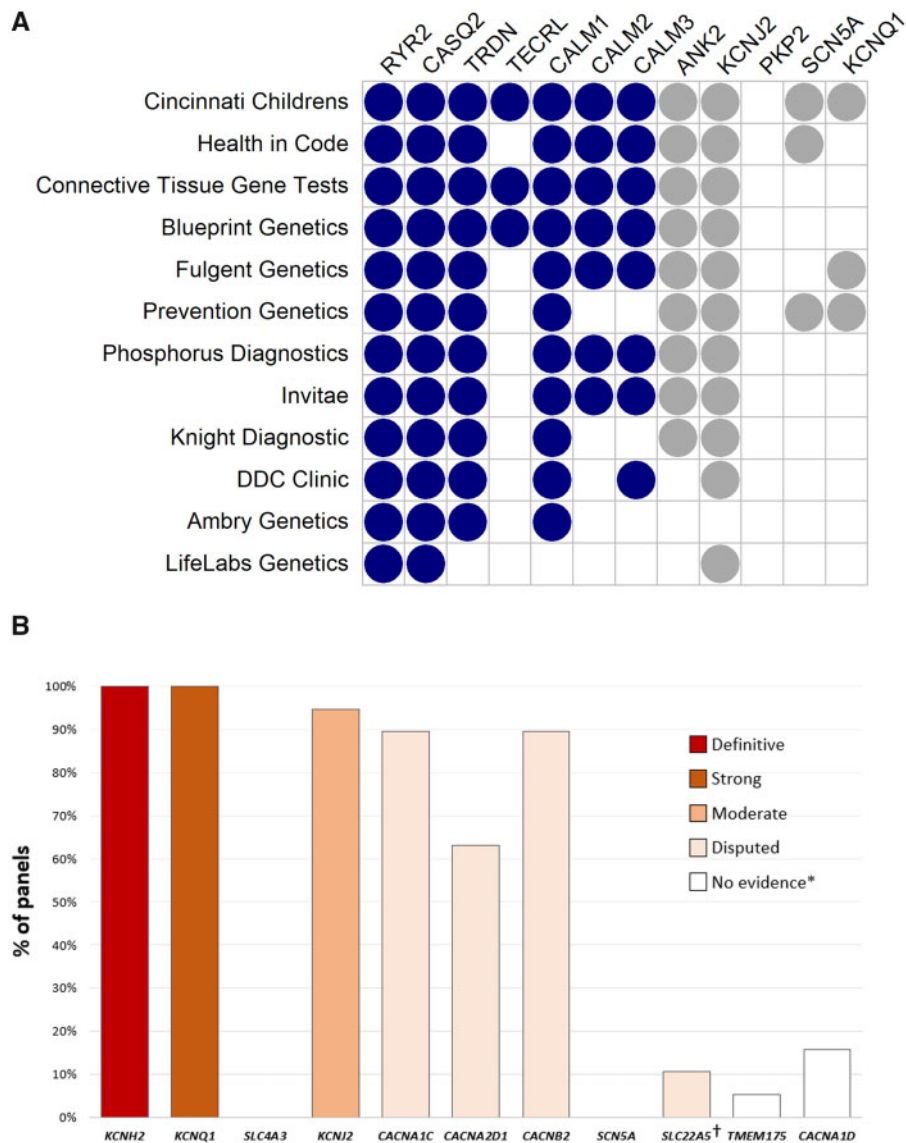 A
RYR2 CASQ2 TRDN TECRL CALM1 CALM2 CALM3 ANK2 KCNJ2 PKP2 SCN5A KCNQ1
Cincinnati Childrens
Health in Code
Connective Tissue Gene Tests
Blueprint Genetics
Fulgent Genetics
Prevention Genetics
Phosphorus Diagnostics
Invitae
Knight Diagnostic
DDC Clinic
Ambry Genetics
LifeLabs Genetics
B
% of panels
100%
90%
80%
70%
60%
50%
40%
30%
20%
10%
0%
Definitive
Strong
Moderate
Disputed
No evidence*
KCNH2 KCNQ1 SLC4A3 KCNJ2 CACNA1C CACNA2D1 CACNB2 SCN5A SLC22A5† TMEM175 CACNA1D